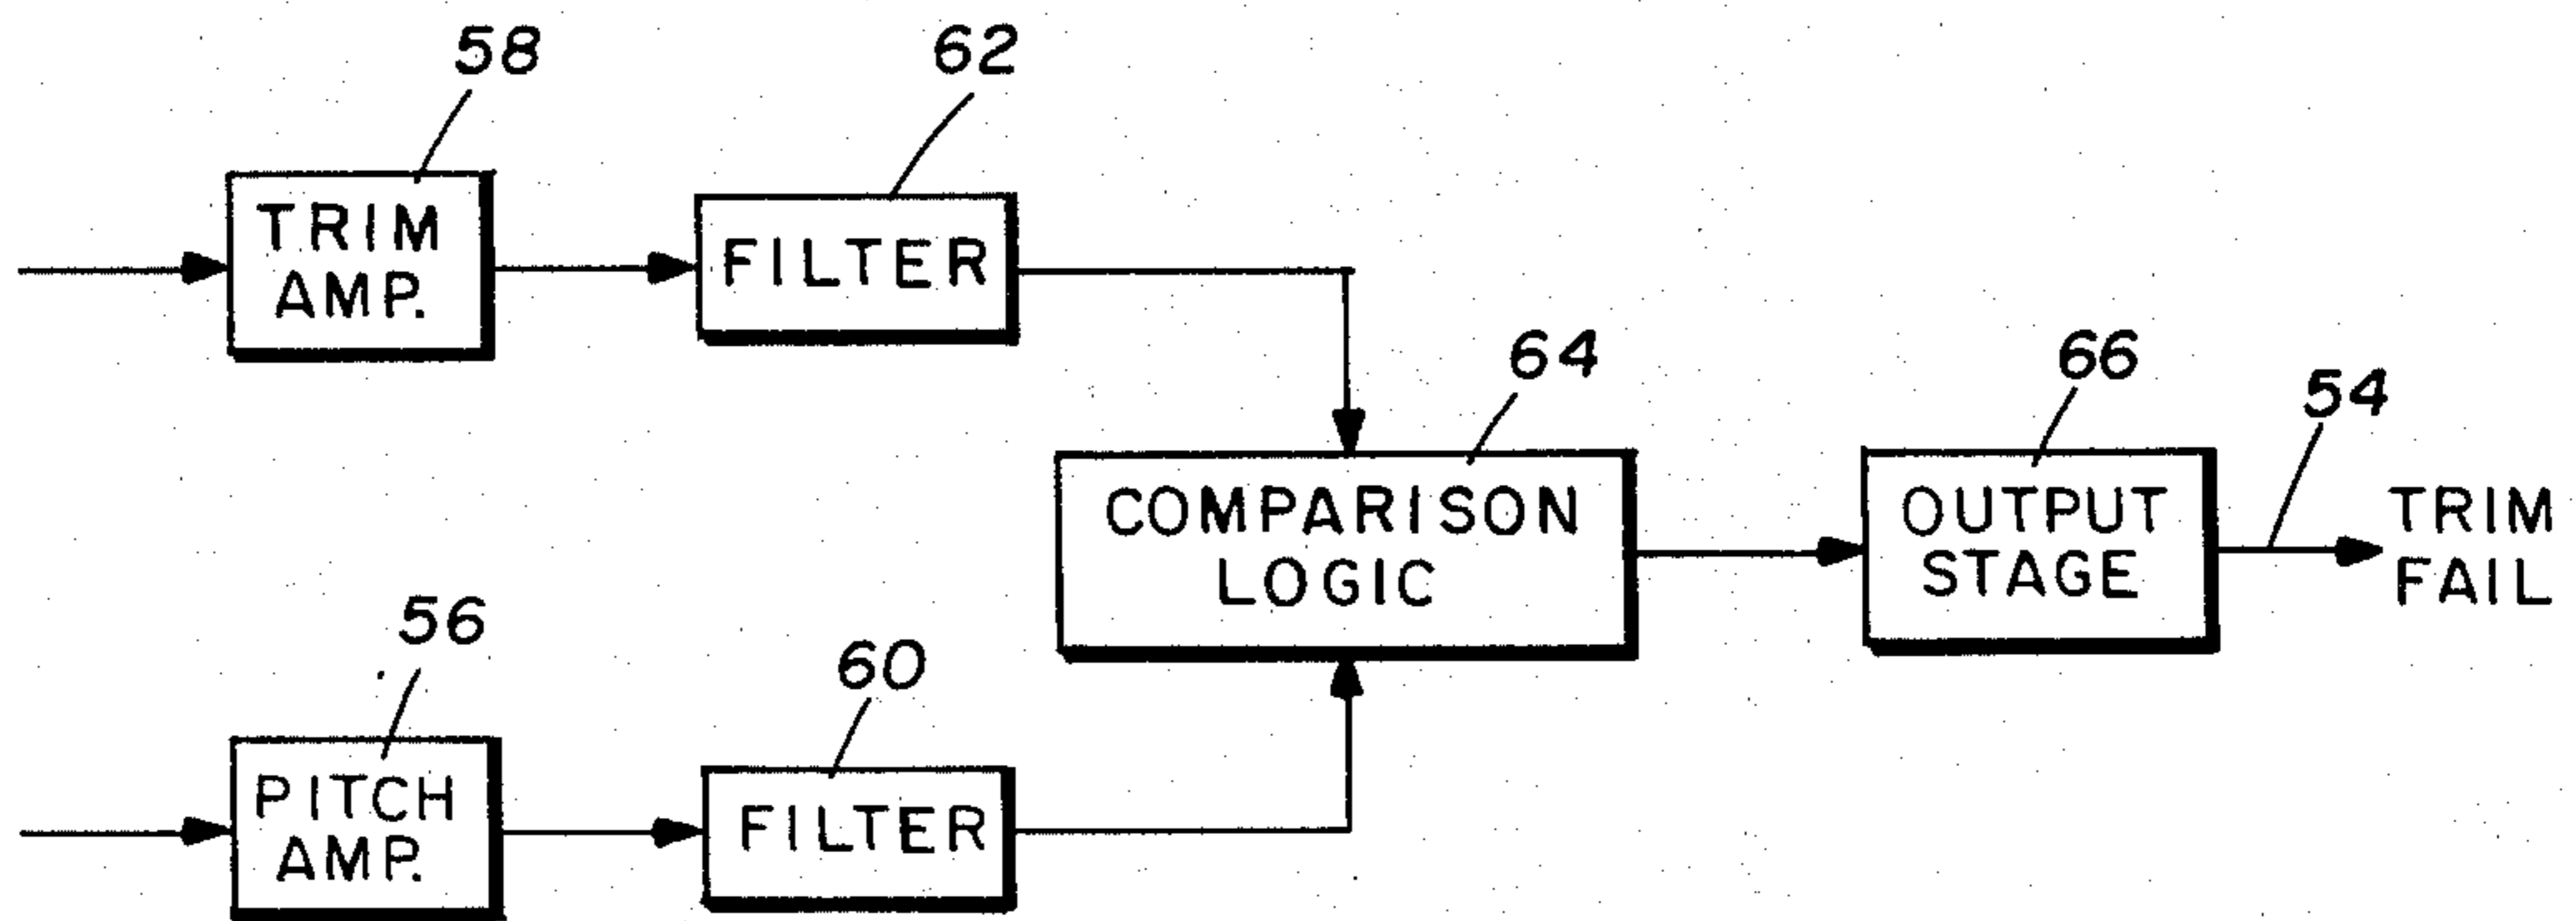 58
62
TRIM
AMP.
FILTER
64
66
54
COMPARISON
LOGIC
OUTPUT
STAGE
TRIM
FAIL
56
60
PITCH
AMP.
FILTER